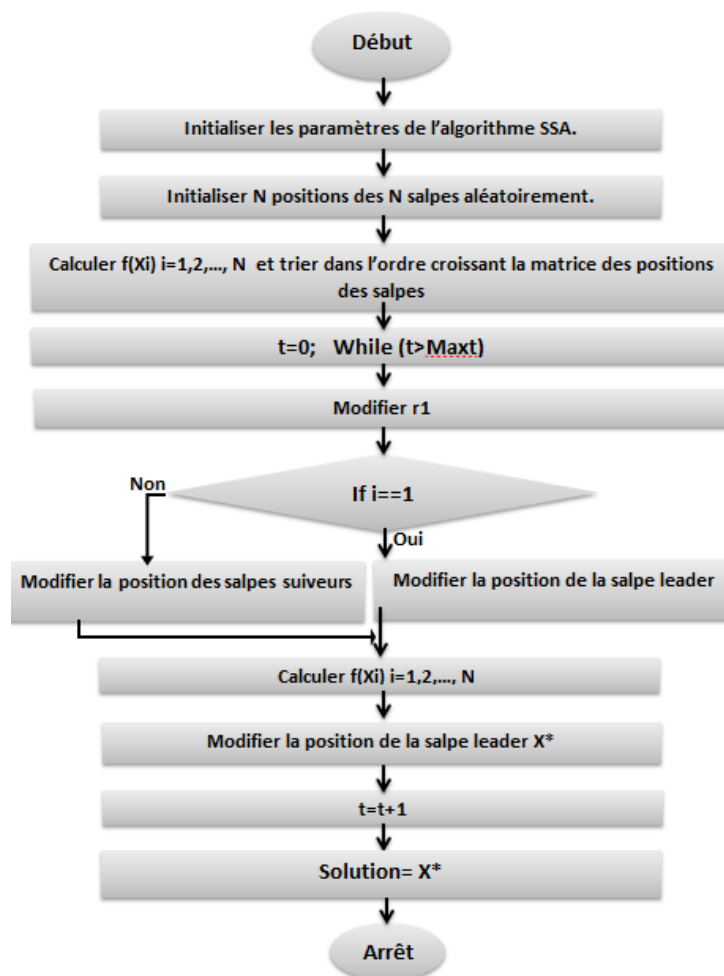 Début
Initialiser les paramètres de l'algorithme SSA.
Initialiser N positions des N salpes aléatoirement.
Calculer f(Xi) i=1,2,..., N et trier dans l'ordre croissant la matrice des positions
des salpes
t=0; While (t>Maxt)
Modifier r1
If i==1
Non
Oui
Modifier la position des salpes suiveurs
Modifier la position de la salpe leader
Calculer f(Xi) i=1,2,..., N
Modifier la position de la salpe leader X*
t=t+1
Solution= X*
Arrêt